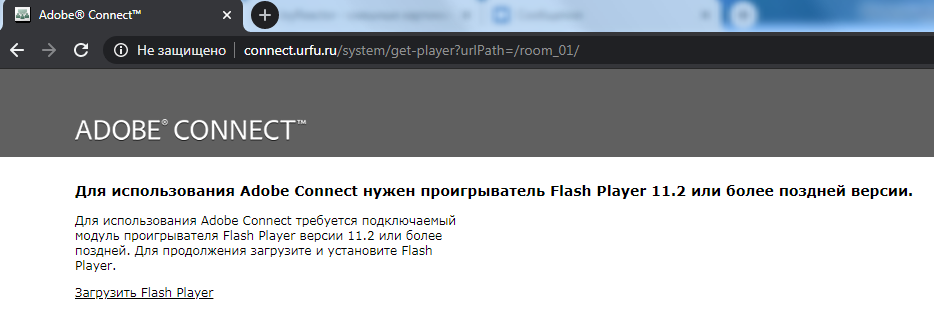 Adobe® Connect™
Не защищено
connect.urfu.ru/system/get-player?urlPath=/room_01/
ADOBE® CONNECT™
Для использования Adobe Connect нужен проигрыватель Flash Player 11.2 или более поздней версии.
Для использования Adobe Connect требуется подключаемый
модуль проигрывателя Flash Player версии 11.2 или более
поздней. Для продолжения загрузите и установите Flash
Player.
Загрузить Flash Player